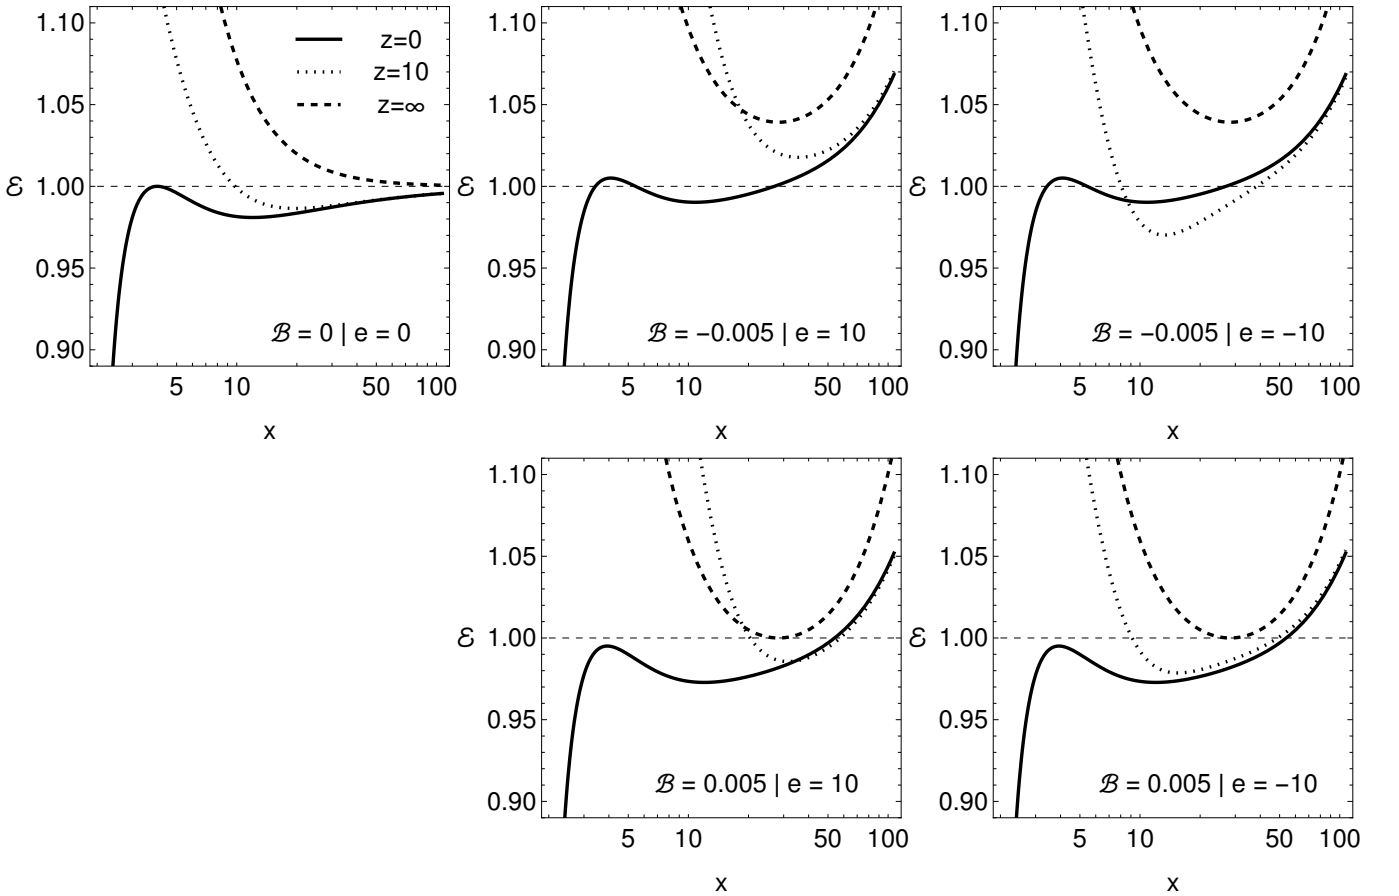 1.10
1.05
1.00
0.95
0.90
ℰ
z=0
z=10
z=∞
ℬ = 0 | e = 0
5 10 50 100
x
ℰ
ℬ = −0.005 | e = 10
5 10 50 100
x
1.10
1.05
1.00
0.95
0.90
ℰ
ℬ = −0.005 | e = −10
5 10 50 100
x
1.10
1.05
1.00
0.95
0.90
1.10
1.05
1.00
0.95
0.90
ℰ
ℬ = 0.005 | e = 10
5 10 50 100
x
1.10
1.05
1.00
0.95
0.90
ℰ
ℬ = 0.005 | e = −10
5 10 50 100
x